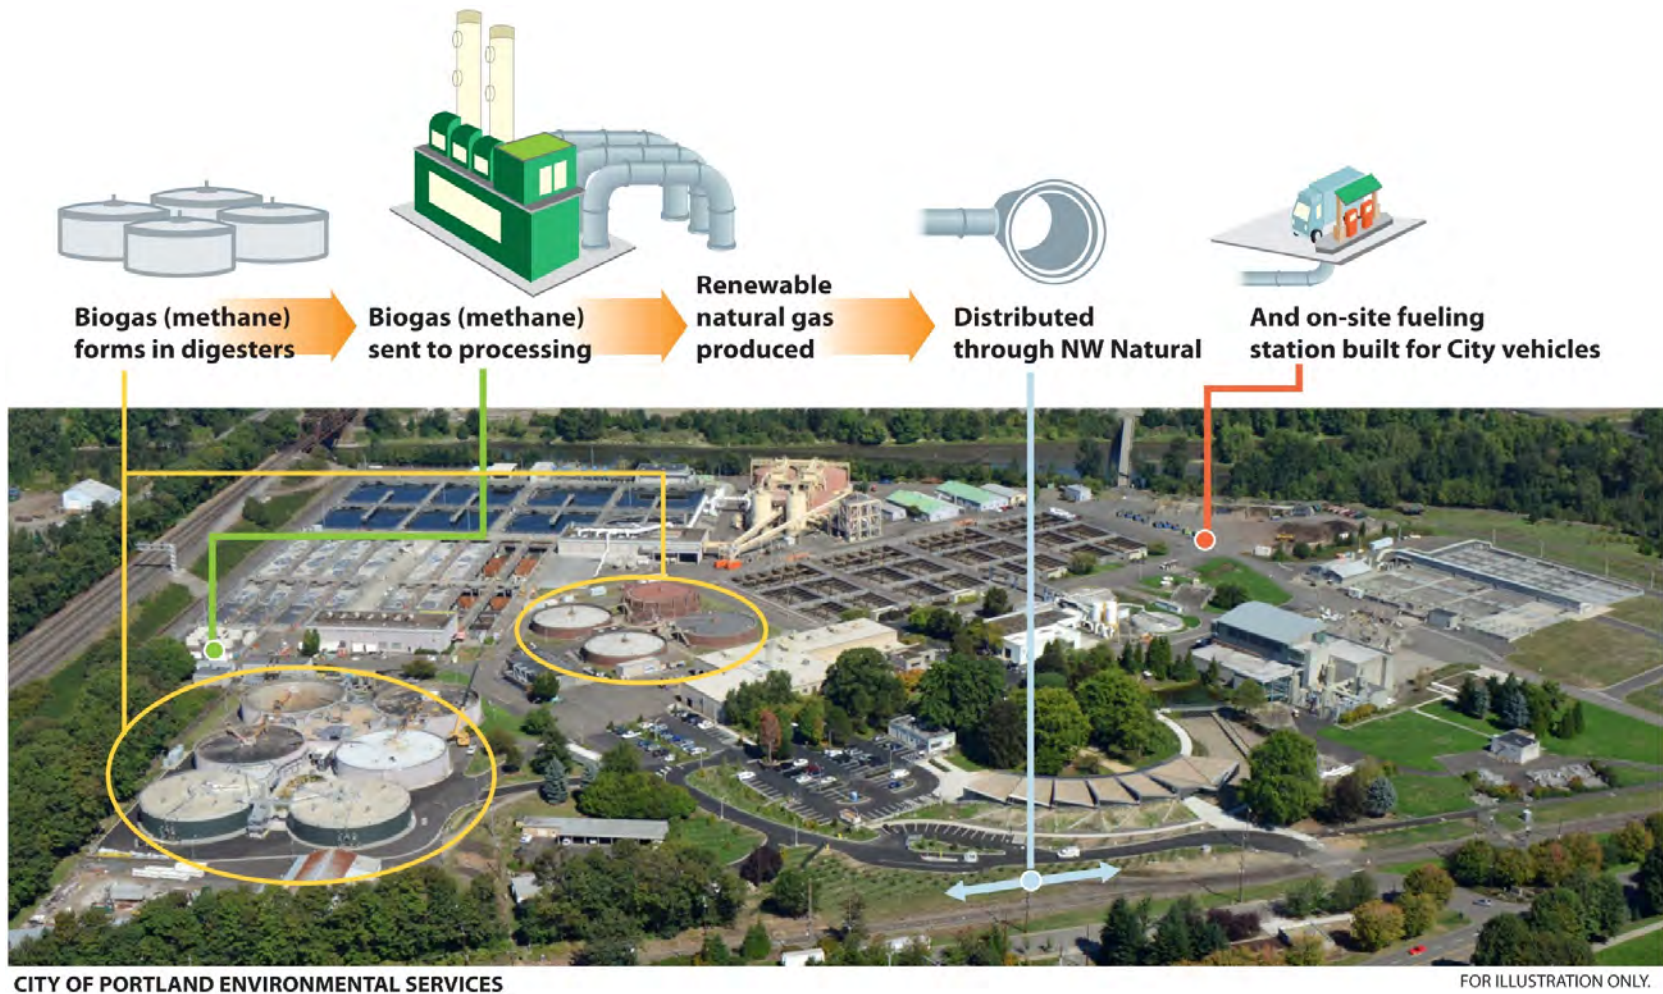 Biogas (methane)
forms in digesters
Biogas (methane)
sent to processing
Renewable
natural gas
produced
Distributed
through NW Natural
And on-site fueling
station built for City vehicles
CITY OF PORTLAND ENVIRONMENTAL SERVICES
FOR ILLUSTRATION ONLY.